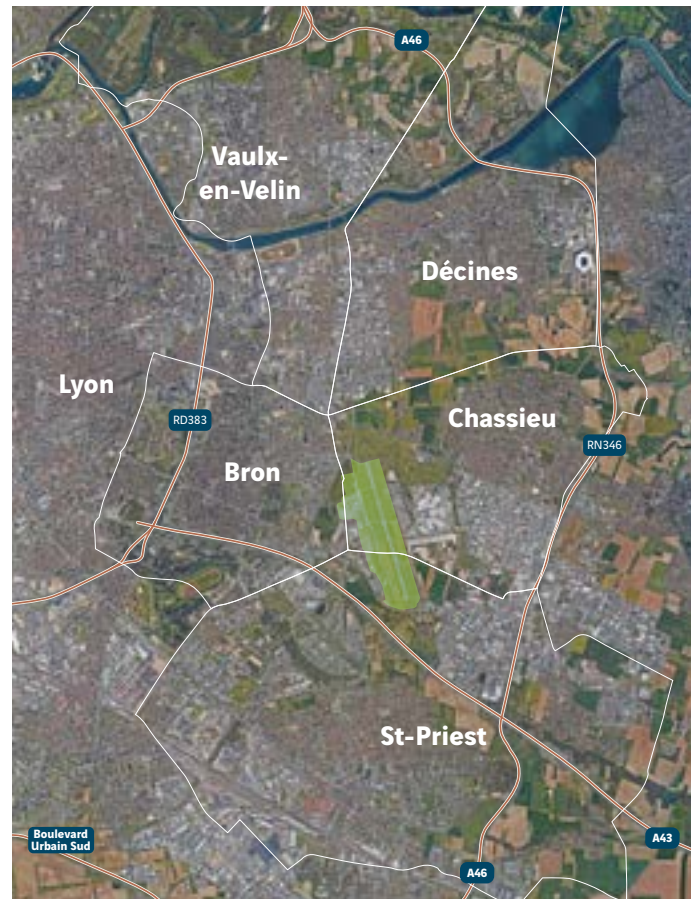 A46
Vaulx-
en-Velin
Décines
Lyon
Chassieu
RD383
RN346
Bron
St-Priest
Boulevard
Urbain Sud
A43
A46